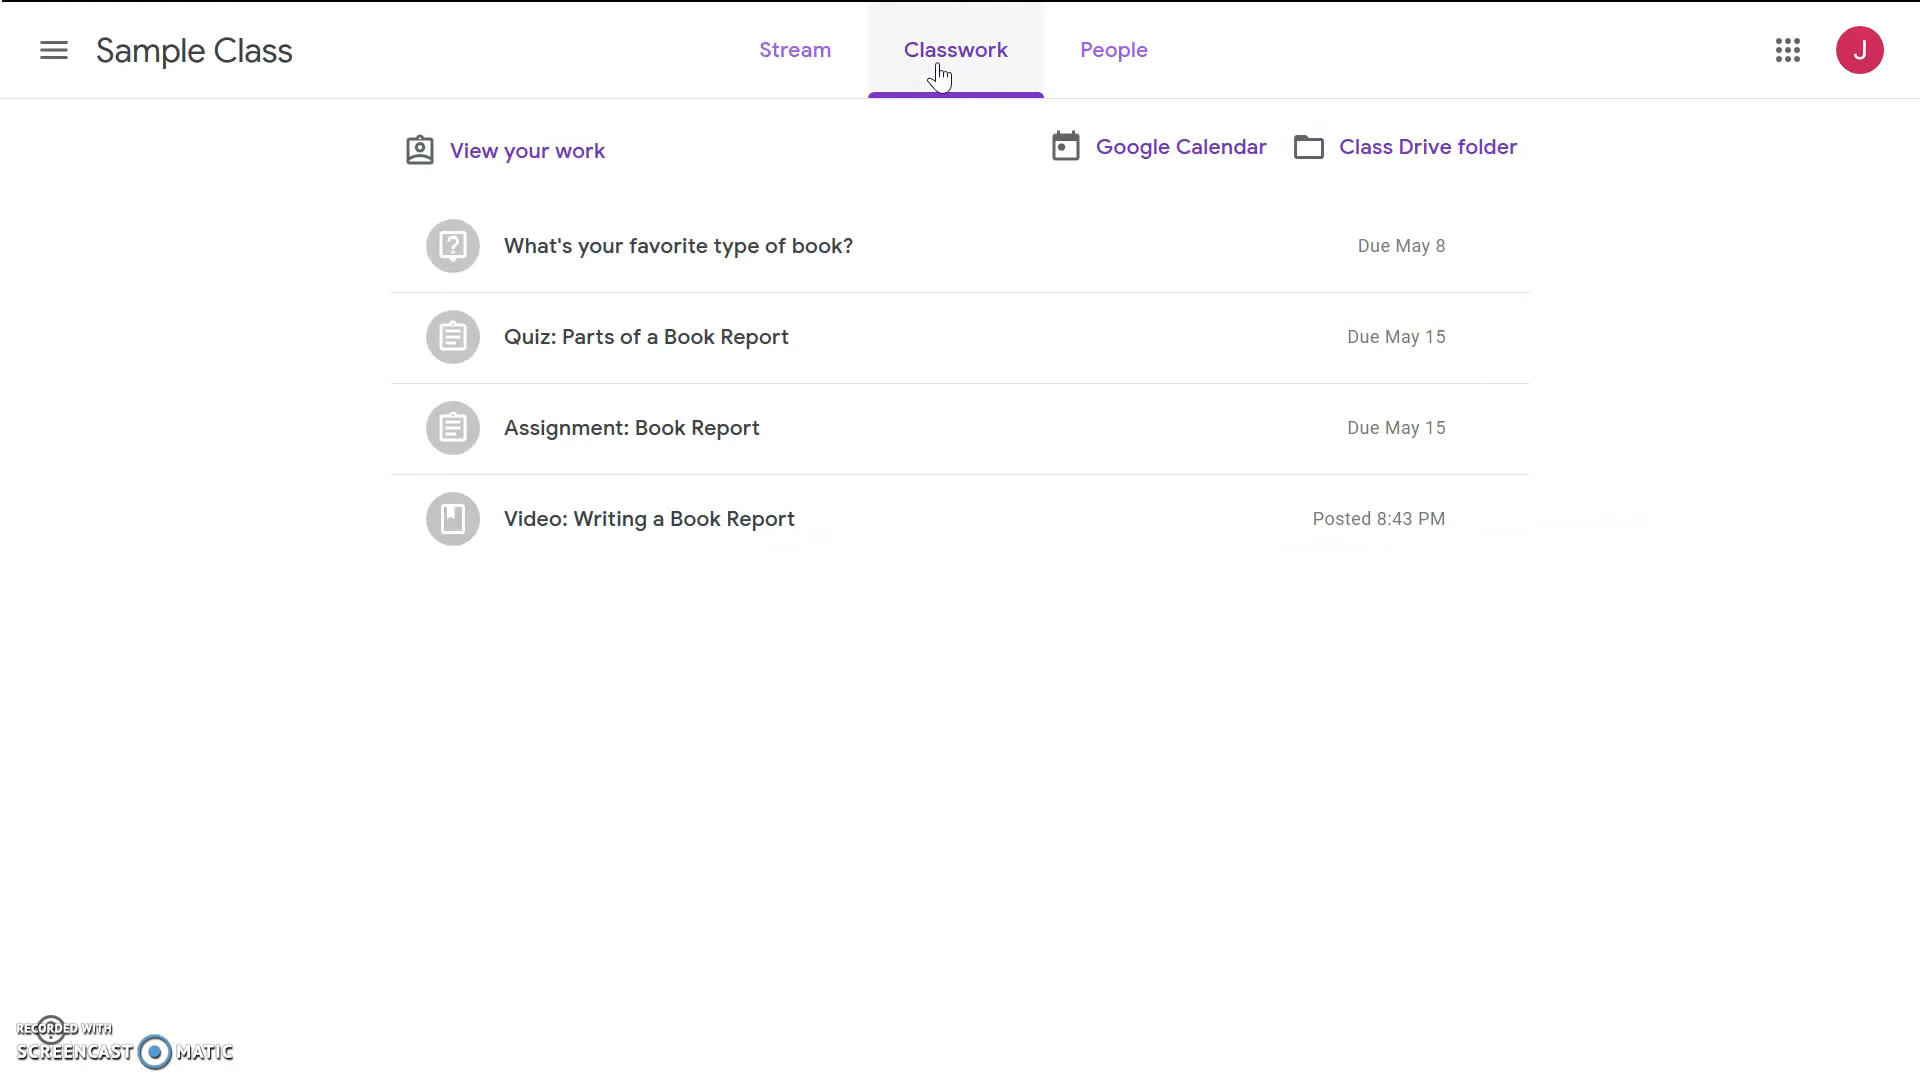 Sample Class
Stream
Classwork
People
J
View your work
Google Calendar
Class Drive folder
What's your favorite type of book?
Due May 8
Quiz: Parts of a Book Report
Due May 15
Assignment: Book Report
Due May 15
Video: Writing a Book Report
Posted 8:43 PM
RECORDED WITH
SCREENCAST MATIC